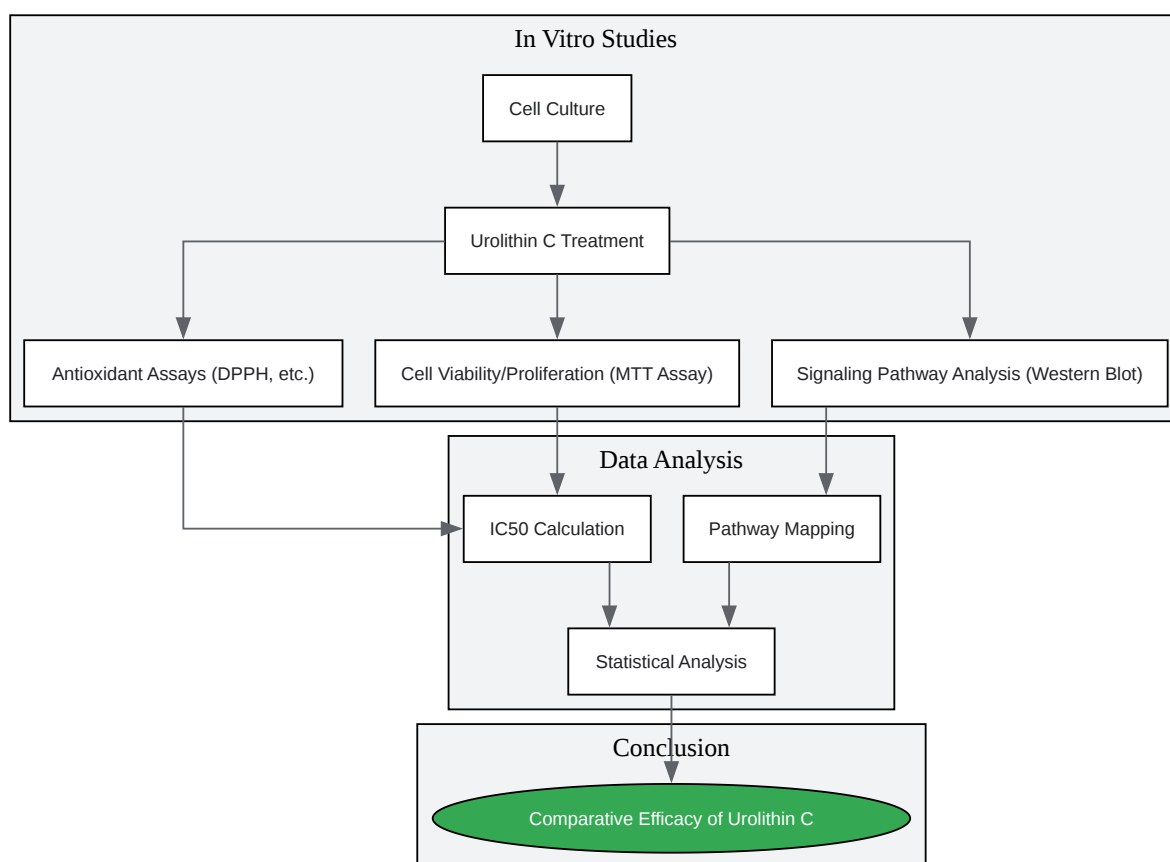 In Vitro Studies
Cell Culture
Urolithin C Treatment
Antioxidant Assays (DPPH, etc.)
Cell Viability/Proliferation (MTT Assay)
Signaling Pathway Analysis (Western Blot)
Data Analysis
IC50 Calculation
Pathway Mapping
Statistical Analysis
Conclusion
Comparative Efficacy of Urolithin C